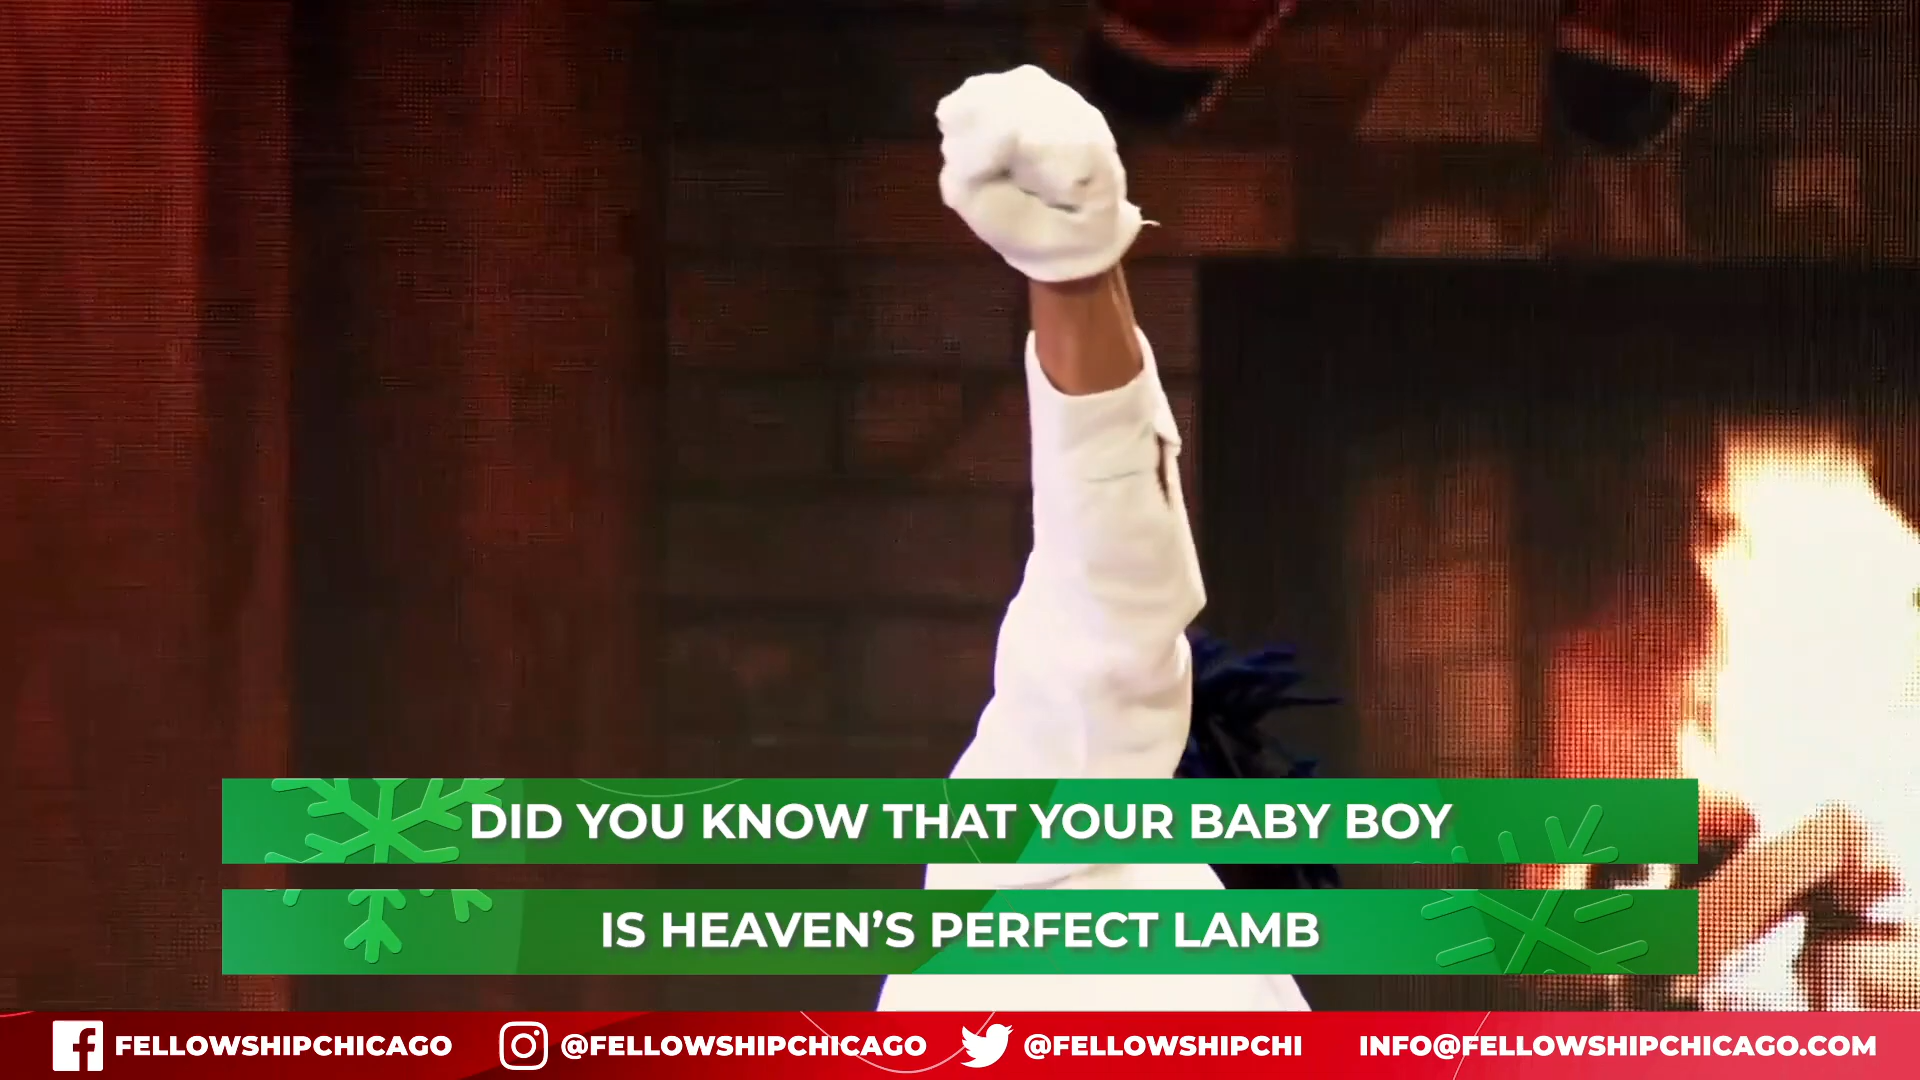 DID YOU KNOW THAT YOUR BABY BOY
IS HEAVEN’S PERFECT LAMB
FELLOWSHIPCHICAGO @FELLOWSHIPCHICAGO @FELLOWSHIPCHI INFO@FELLOWSHIPCHICAGO.COM